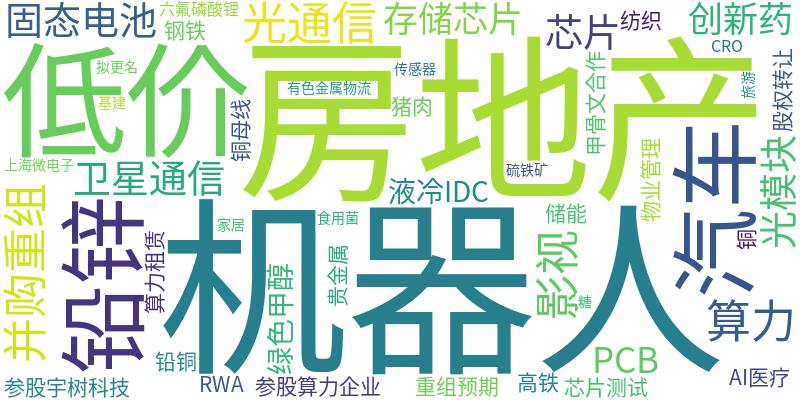 固态电池
六氟磷酸锂
钢铁
光通信
存储芯片
芯片
纺织
创新药
CRO
低价
拟更名
基建
房地产
有色金属物流
传感器
猪肉
甲骨文合作
旅游
股权转让
铜母线
上海微电子
卫星通信
液冷IDC
硫铁矿
物业管理
汽车
光模块
并购重组
铅锌
算力租赁
机器人
家居
食用菌
贵金属
绿色甲醇
储能
影视
糖
铜
算力
铅铜
PCB
AI医疗
参股宇树科技
RWA
参股算力企业
重组预期
高铁
芯片测试